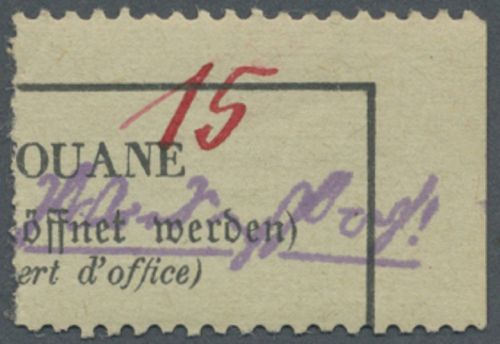 15
OUANE
öffnet werden)
ert d'office)